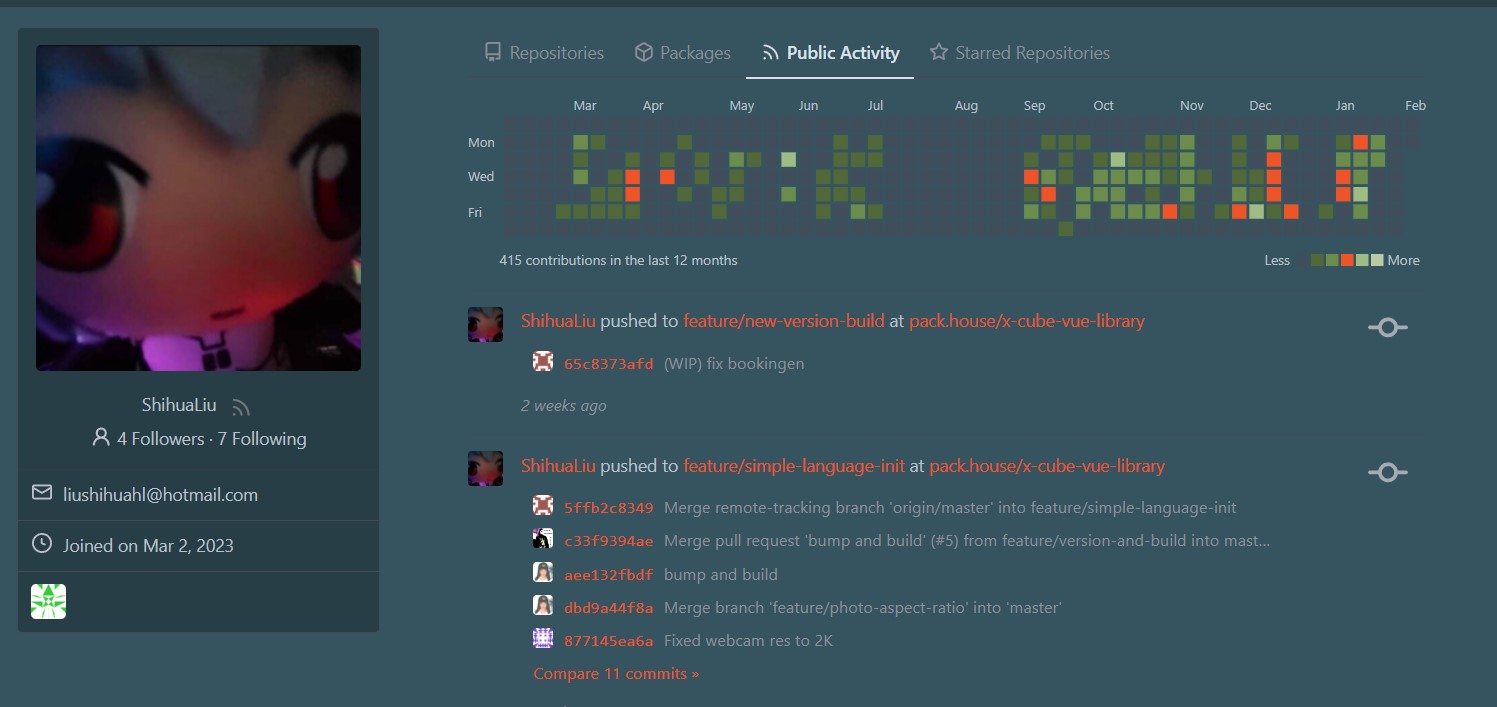 Repositories Packages Public Activity Starred Repositories
Mar Apr May Jun Jul Aug Sep Oct Nov Dec Jan Feb
Mon
Wed
Fri
415 contributions in the last 12 months
Less More
ShihuaLiu
4 Followers · 7 Following
liushihuahl@hotmail.com
Joined on Mar 2, 2023
ShihuaLiu pushed to feature/new-version-build at pack.house/x-cube-vue-library
65c8373afd (WIP) fix bookingen
2 weeks ago
ShihuaLiu pushed to feature/simple-language-init at pack.house/x-cube-vue-library
5ffb2c8349 Merge remote-tracking branch 'origin/master' into feature/simple-language-init
c33f9394ae Merge pull request 'bump and build' (#5) from feature/version-and-build into mast...
aee132fbdf bump and build
dbd9a44f8a Merge branch 'feature/photo-aspect-ratio' into 'master'
877145ea6a Fixed webcam res to 2K
Compare 11 commits »